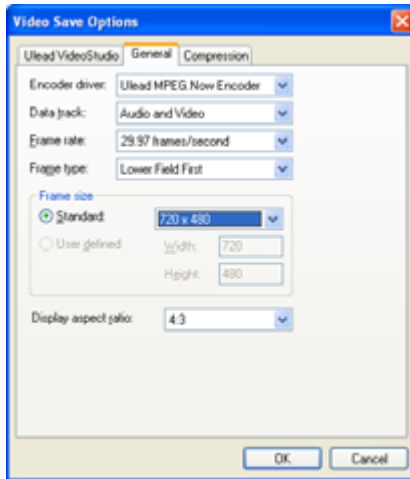 Video Save Options
Ulead VideoStudio General Compression
Encoder driver: Ulead MPEG.Now Encoder
Data track: Audio and Video
Frame rate: 29.97 frames/second
Frame type: Lower Field First
Frame size
Standard: 720 x 480
User defined Width: 720
Height: 480
Display aspect ratio: 4:3
OK Cancel